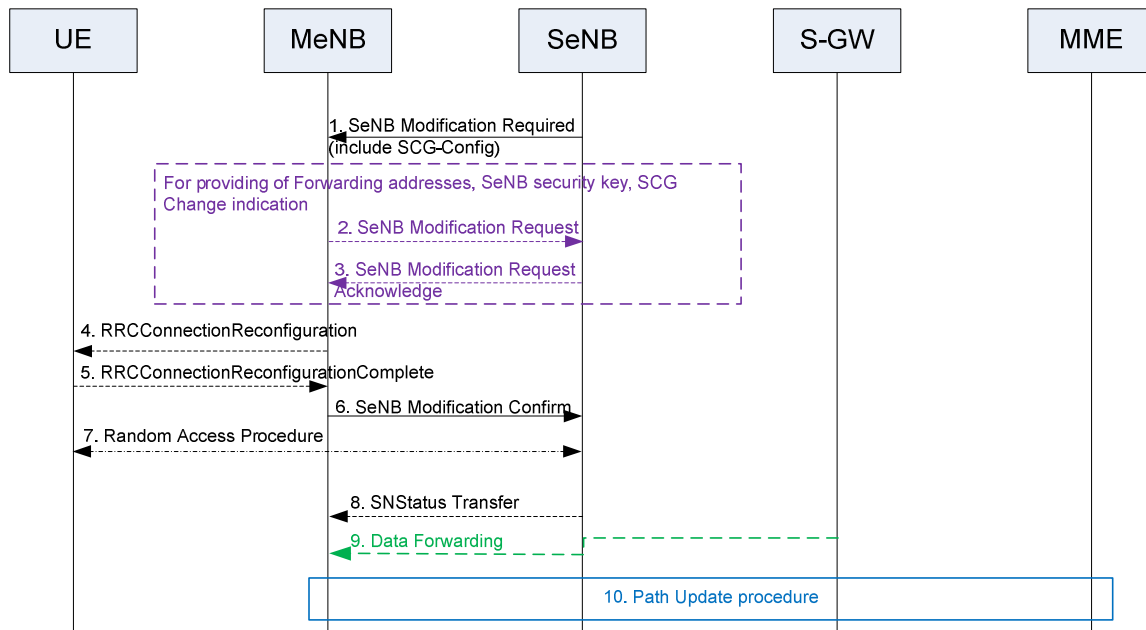 UE
MeNB
SeNB
S-GW
MME
1. SeNB Modification Required
(include SCG-Config)
For providing of Forwarding addresses, SeNB security key, SCG
Change indication
2. SeNB Modification Request
3. SeNB Modification Request
Acknowledge
4. RRCConnectionReconfiguration
5. RRCConnectionReconfigurationComplete
6. SeNB Modification Confirm
7. Random Access Procedure
8. SNStatus Transfer
9. Data Forwarding
10. Path Update procedure